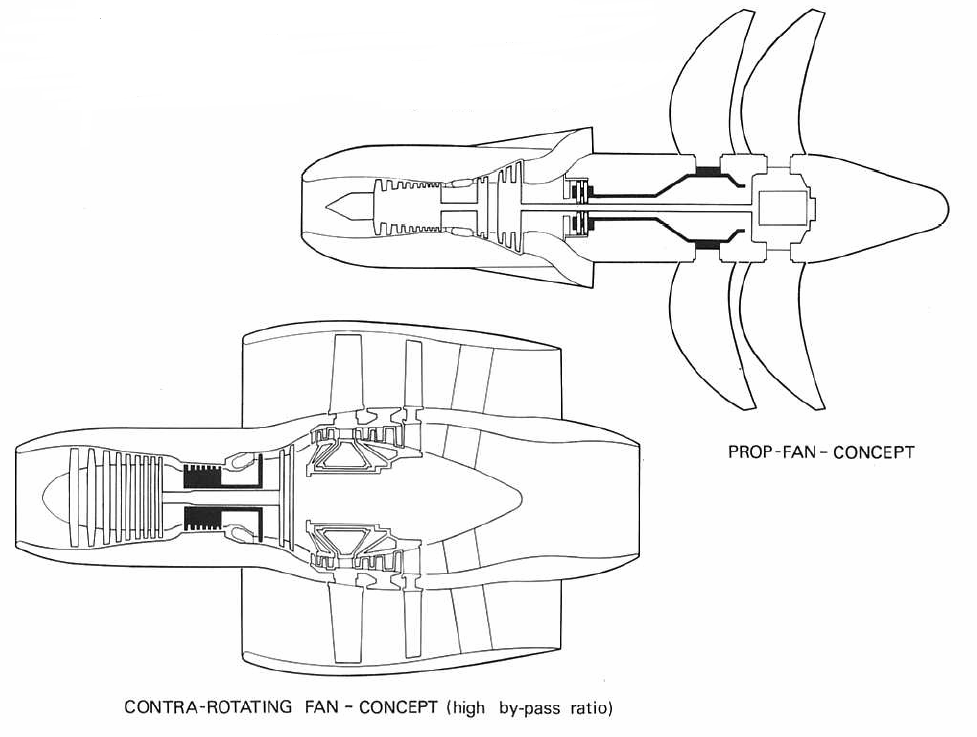 PROP-FAN-CONCEPT
CONTRA-ROTATING FAN - CONCEPT (high by-pass ratio)